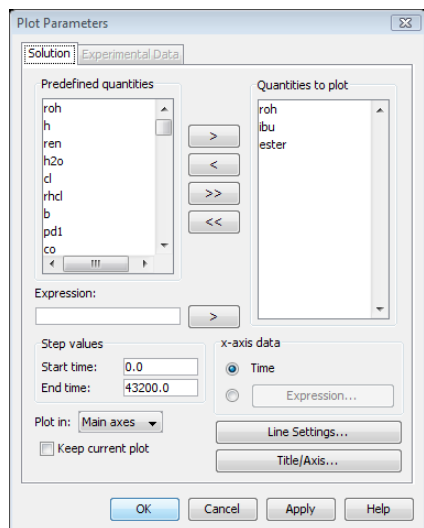 Plot Parameters
Solution Experimental Data
Predefined quantities
roh
h
ren
h2o
cl
rhcl
b
pd1
co
>
<
>>
<<
Quantities to plot
roh
ibu
ester
Expression:
>
Step values
Start time: 0.0
End time: 43200.0
x-axis data
Time
Expression...
Plot in: Main axes
Keep current plot
Line Settings...
Title/Axis...
OK Cancel Apply Help